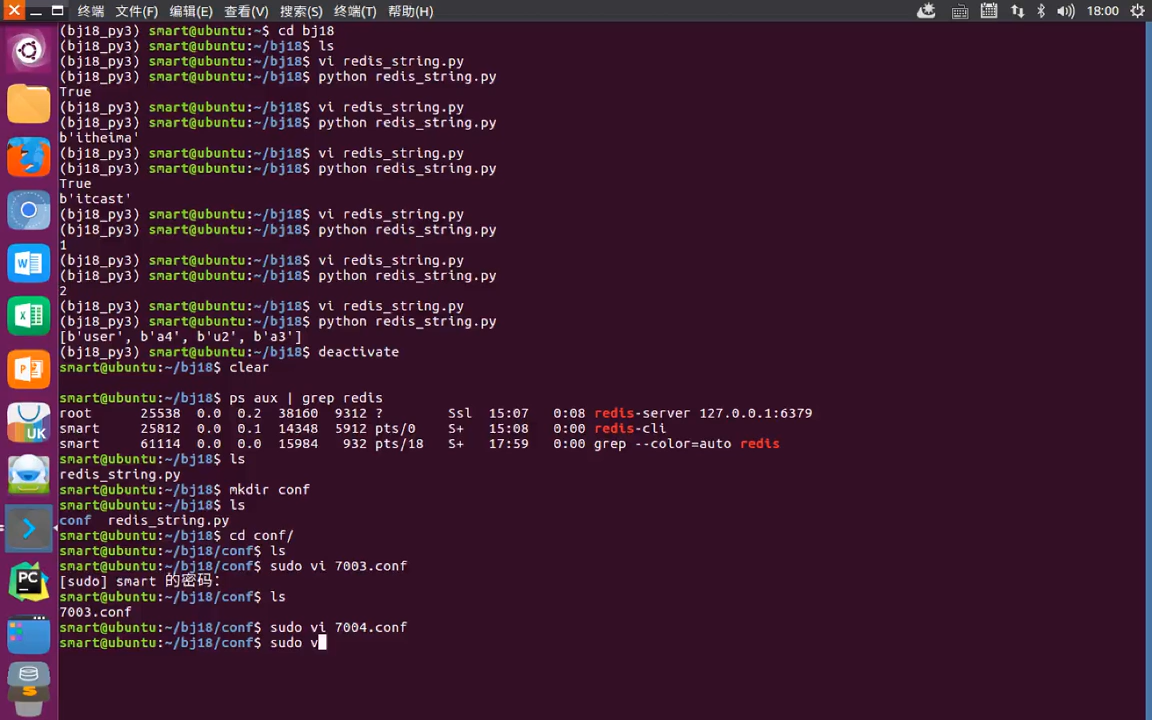 终端 文件(F) 编辑(E) 查看(V) 搜索(S) 终端(T) 帮助(H) 18:00
(bj18_py3) smart@ubuntu:~$ cd bj18
(bj18_py3) smart@ubuntu:~/bj18$ ls
(bj18_py3) smart@ubuntu:~/bj18$ vi redis_string.py
(bj18_py3) smart@ubuntu:~/bj18$ python redis_string.py
True
(bj18_py3) smart@ubuntu:~/bj18$ vi redis_string.py
(bj18_py3) smart@ubuntu:~/bj18$ python redis_string.py
b'itheima'
(bj18_py3) smart@ubuntu:~/bj18$ vi redis_string.py
(bj18_py3) smart@ubuntu:~/bj18$ python redis_string.py
True
b'itcast'
(bj18_py3) smart@ubuntu:~/bj18$ vi redis_string.py
(bj18_py3) smart@ubuntu:~/bj18$ python redis_string.py
1
(bj18_py3) smart@ubuntu:~/bj18$ vi redis_string.py
(bj18_py3) smart@ubuntu:~/bj18$ python redis_string.py
2
(bj18_py3) smart@ubuntu:~/bj18$ vi redis_string.py
(bj18_py3) smart@ubuntu:~/bj18$ python redis_string.py
[b'user', b'a4', b'u2', b'a3']
(bj18_py3) smart@ubuntu:~/bj18$ deactivate
smart@ubuntu:~/bj18$ clear
smart@ubuntu:~/bj18$ ps aux | grep redis
root 25538 0.0 0.2 38160 9312 ? Ssl 15:07 0:08 redis-server 127.0.0.1:6379
smart 25812 0.0 0.1 14348 5912 pts/0 S+ 15:08 0:00 redis-cli
smart 61114 0.0 0.0 15984 932 pts/18 S+ 17:59 0:00 grep --color=auto redis
smart@ubuntu:~/bj18$ ls
redis_string.py
smart@ubuntu:~/bj18$ mkdir conf
smart@ubuntu:~/bj18$ ls
conf redis_string.py
smart@ubuntu:~/bj18$ cd conf/
smart@ubuntu:~/bj18/conf$ ls
smart@ubuntu:~/bj18/conf$ sudo vi 7003.conf
[sudo] smart 的密码：
smart@ubuntu:~/bj18/conf$ ls
7003.conf
smart@ubuntu:~/bj18/conf$ sudo vi 7004.conf
smart@ubuntu:~/bj18/conf$ sudo v
W
X
P
UK
PC
S